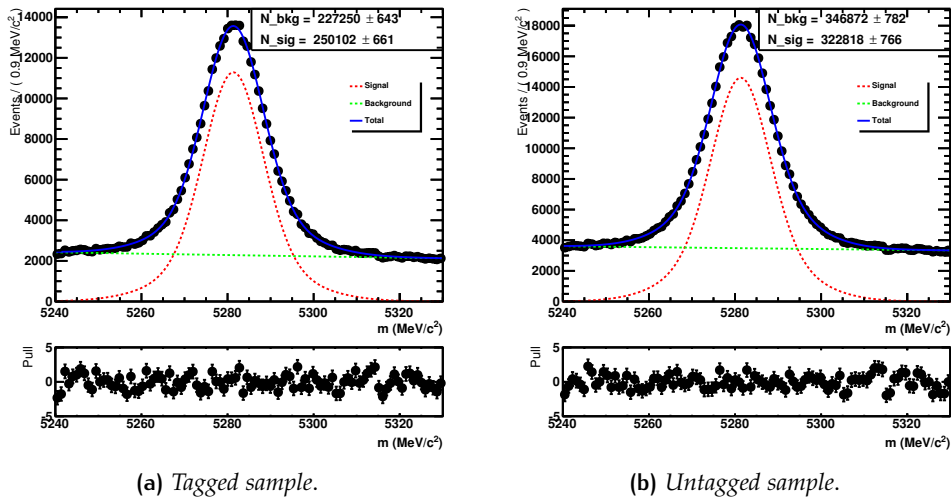 N_bkg = 227250 ± 643
N_sig = 250102 ± 661
Signal
Background
Total
Events / ( 0.9 MeV/c²)
14000
12000
10000
8000
6000
4000
2000
0
5240 5260 5280 5300 5320
m (MeV/c²)
Pull
5
0
-5
5240 5260 5280 5300 5320
m (MeV/c²)
(a) Tagged sample.
N_bkg = 346872 ± 782
N_sig = 322818 ± 766
Signal
Background
Total
Events / ( 0.9 MeV/c²)
18000
16000
14000
12000
10000
8000
6000
4000
2000
0
5240 5260 5280 5300 5320
m (MeV/c²)
Pull
5
0
-5
5240 5260 5280 5300 5320
m (MeV/c²)
(b) Untagged sample.